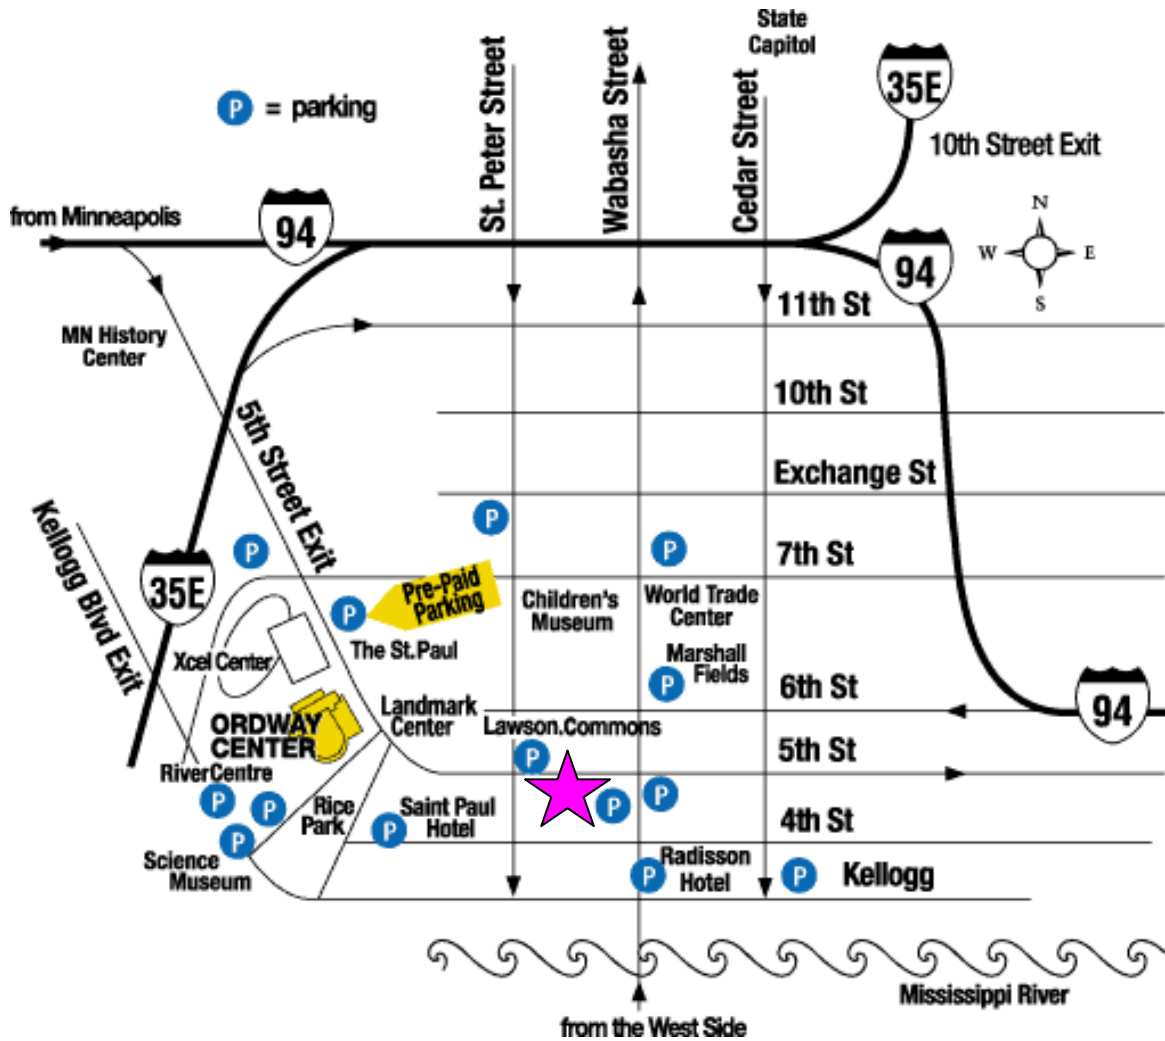 State
Capitol
St. Peter Street
Wabasha Street
Cedar Street
35E
P = parking
10th Street Exit
from Minneapolis
94
N
W E
S
94
11th St
MN History
Center
10th St
5th Street Exit
Exchange St
Kellogg Blvd Exit
P
P
P
7th St
35E
Pre-Paid
Parking
P
Children's
Museum
World Trade
Center
The St.Paul
Xcel Center
Marshall
Fields
P
6th St
94
Landmark
Center
ORDWAY
CENTER
Lawson.Commons
P
5th St
RiverCentre
P
P
P
P
P
Rice
Park
Saint Paul
Hotel
P
4th St
Science
Museum
Radisson
Hotel
P
P
Kellogg
Mississippi River
from the West Side